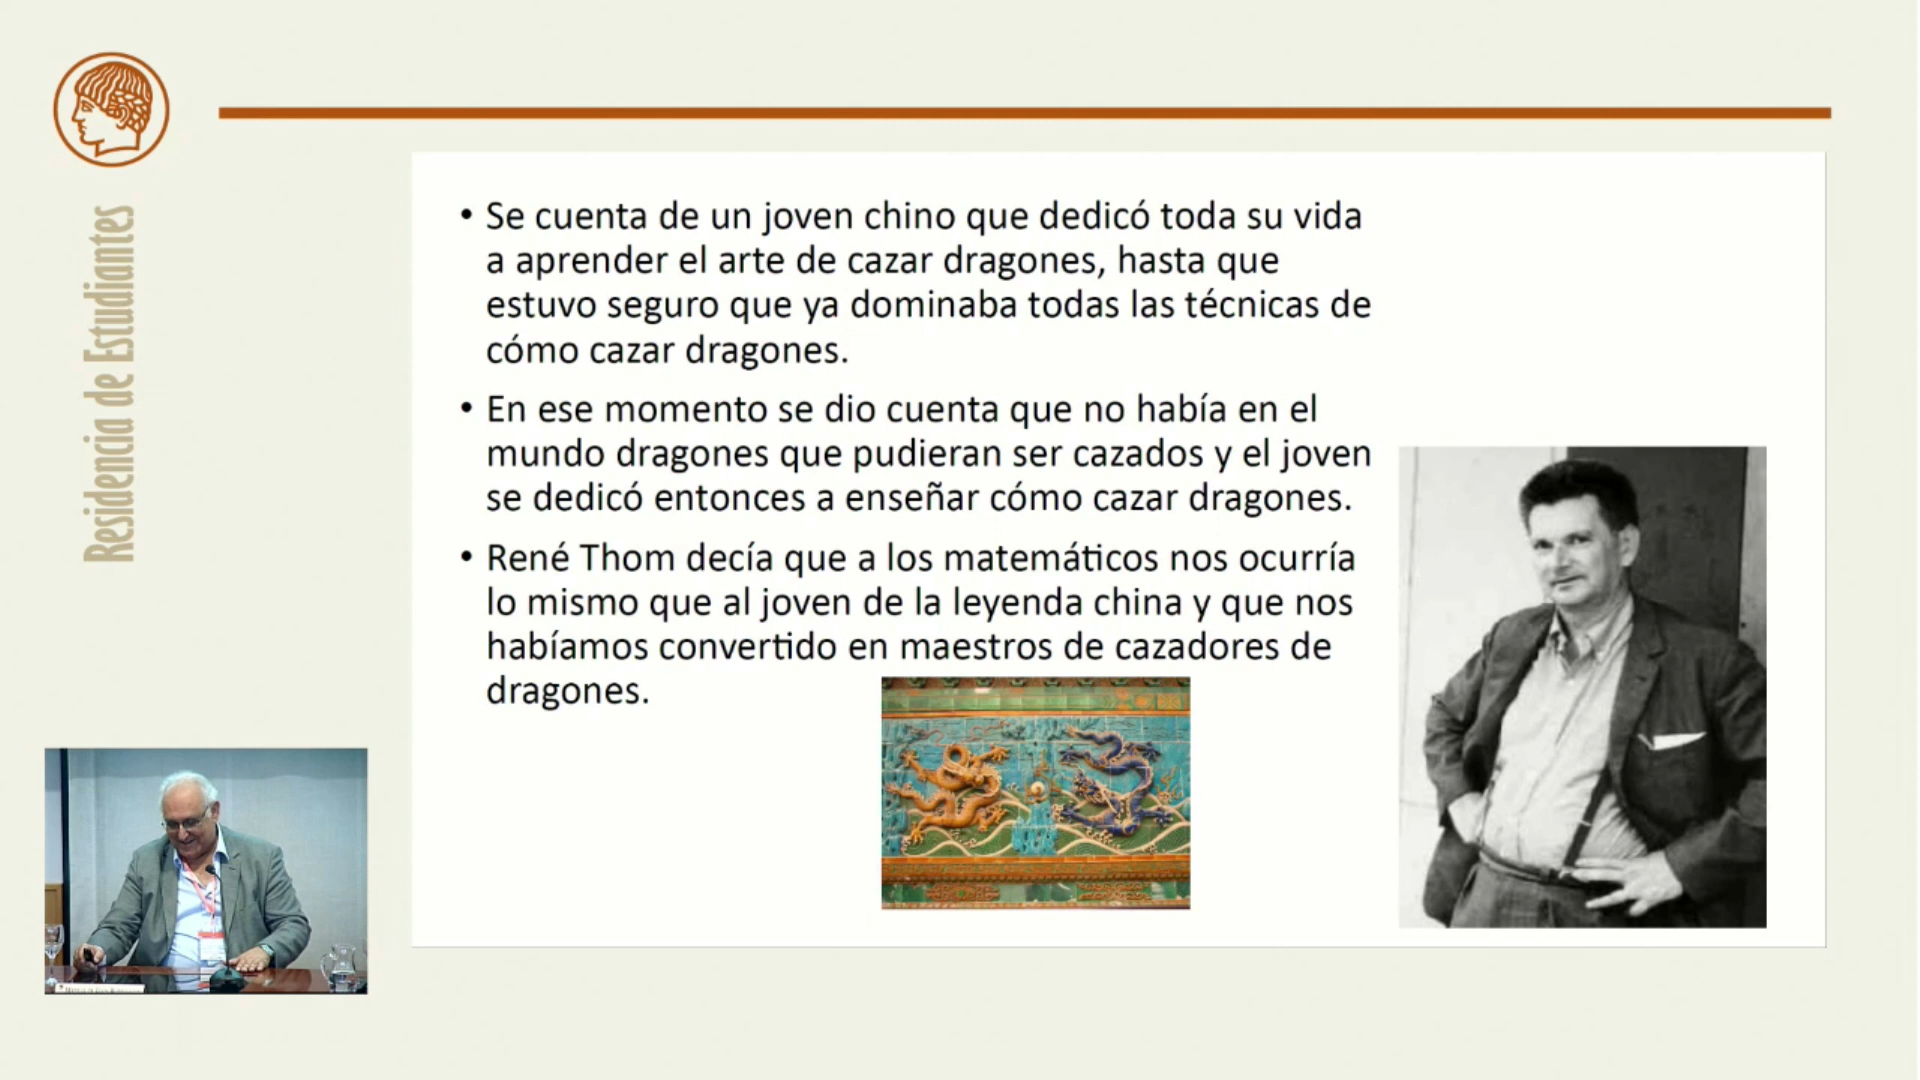 Residencia de Estudiantes
• Se cuenta de un joven chino que dedicó toda su vida
a aprender el arte de cazar dragones, hasta que
estuvo seguro que ya dominaba todas las técnicas de
cómo cazar dragones.
• En ese momento se dio cuenta que no había en el
mundo dragones que pudieran ser cazados y el joven
se dedicó entonces a enseñar cómo cazar dragones.
• René Thom decía que a los matemáticos nos ocurría
lo mismo que al joven de la leyenda china y que nos
habíamos convertido en maestros de cazadores de
dragones.